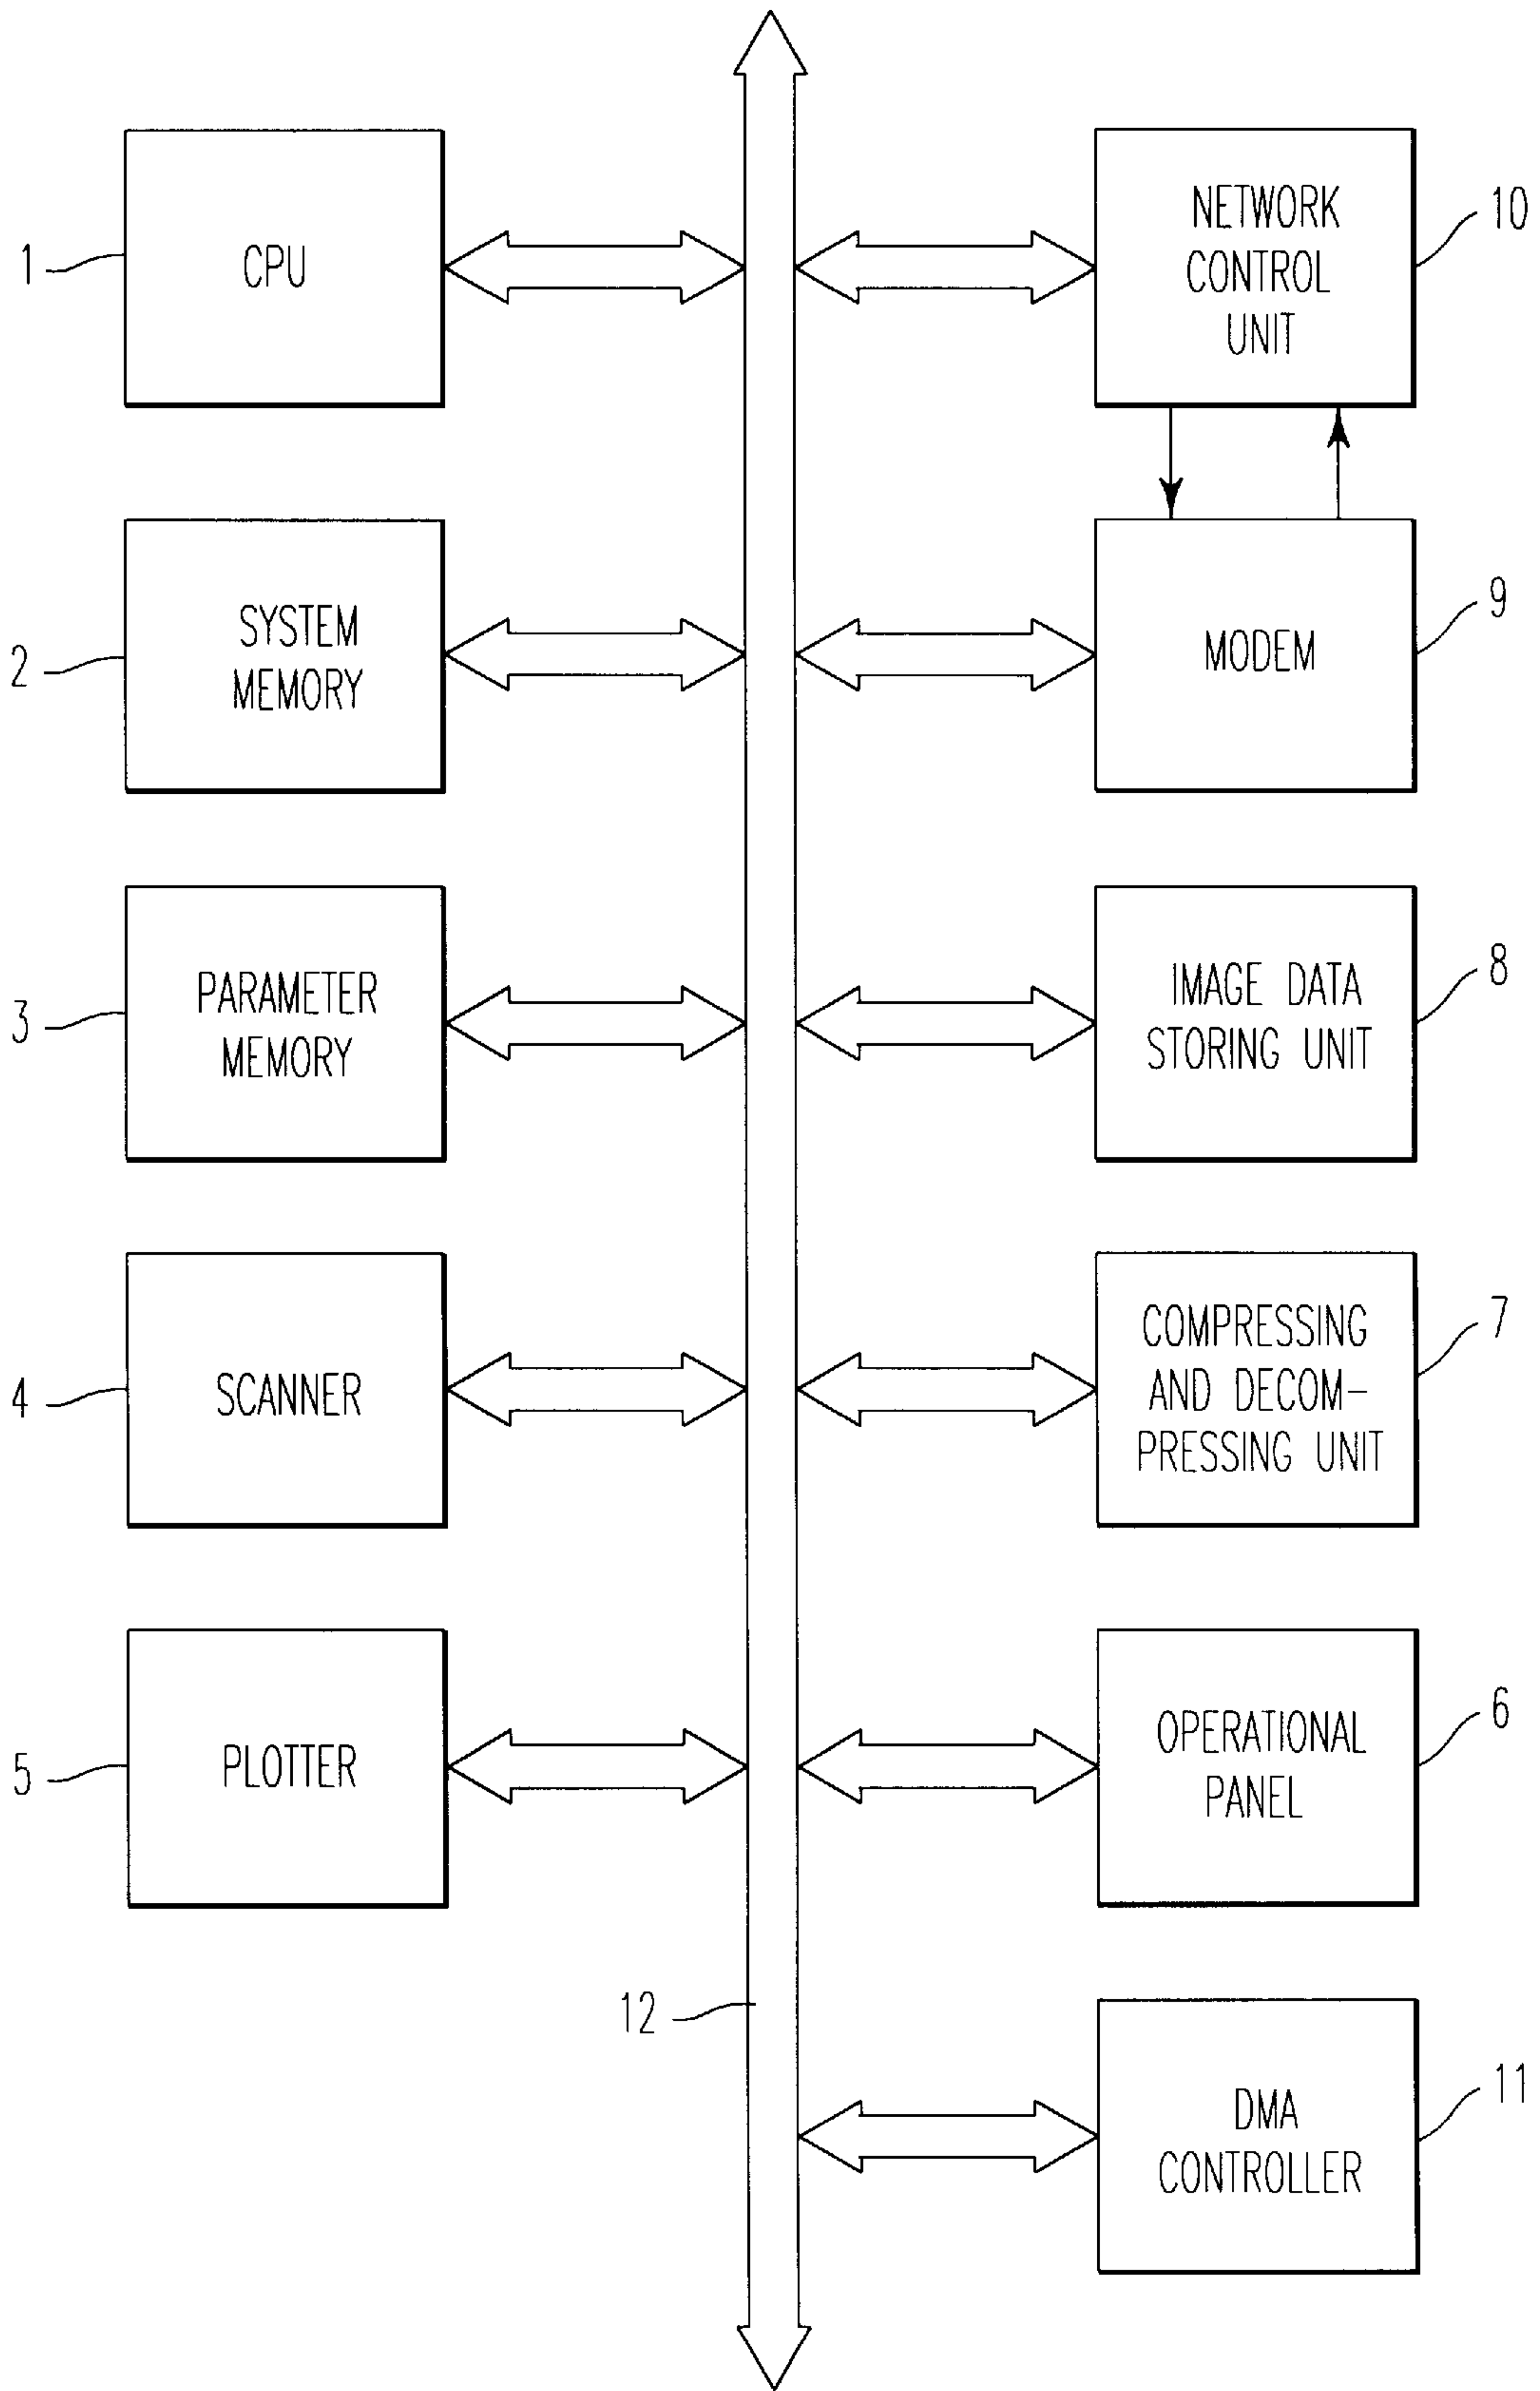 1
CPU
2
SYSTEM
MEMORY
3
PARAMETER
MEMORY
4
SCANNER
5
PLOTTER
12
NETWORK
CONTROL
UNIT
10
MODEM
9
IMAGE DATA
STORING UNIT
8
COMPRESSING
AND DECOM-
PRESSING UNIT
7
OPERATIONAL
PANEL
6
DMA
CONTROLLER
11